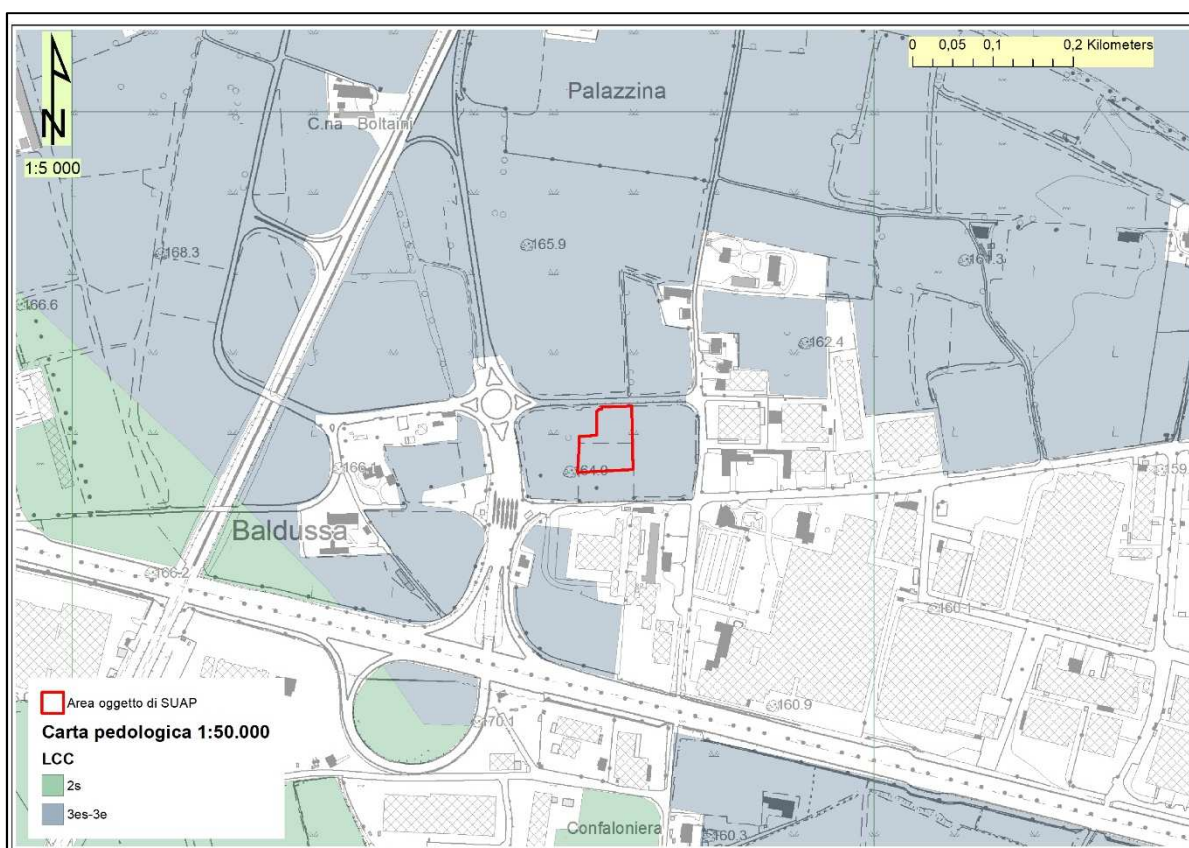 N
1:5 000
0 0,05 0,1 0,2 Kilometers
Palazzina
C.na Boltaini
168.3
165.9
161.3
166.6
162.4
166.1
164.0
159.
Baldussa
166.2
160.1
160.9
170.1
Confaloniera
160.3
Area oggetto di SUAP
Carta pedologica 1:50.000
LCC
2s
3es-3e